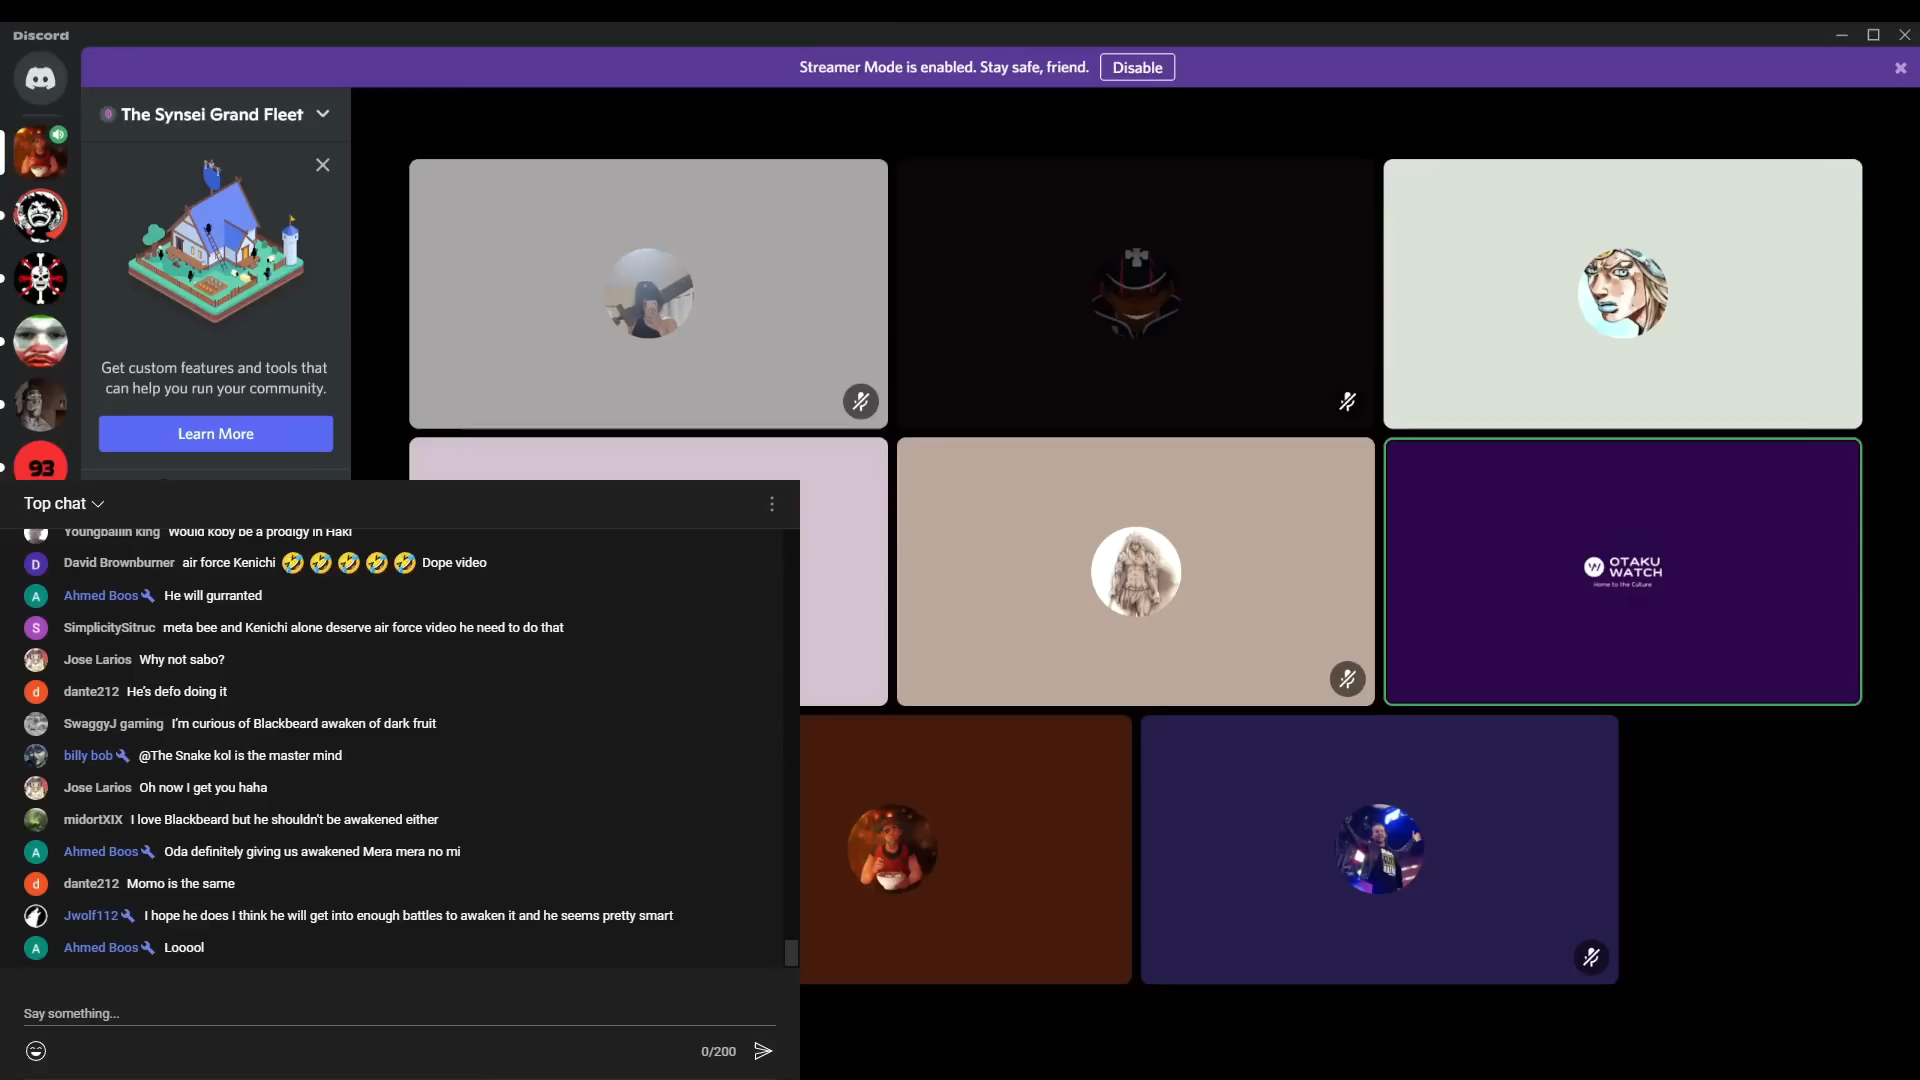 Discord
Streamer Mode is enabled. Stay safe, friend.
Disable
The Synsei Grand Fleet
Get custom features and tools that
can help you run your community.
Learn More
93
Top chat
Youngballin king Would koby be a prodigy in Haki
D David Brownburner air force Kenichi 🤣 🤣 🤣 🤣 🤣 Dope video
A Ahmed Boos He will gurranted
S SimplicitySitruc meta bee and Kenichi alone deserve air force video he need to do that
Jose Larios Why not sabo?
d dante212 He's defo doing it
SwaggyJ gaming I'm curious of Blackbeard awaken of dark fruit
billy bob @The Snake kol is the master mind
Jose Larios Oh now I get you haha
midortXIX I love Blackbeard but he shouldn't be awakened either
A Ahmed Boos Oda definitely giving us awakened Mera mera no mi
d dante212 Momo is the same
Jwolf112 I hope he does I think he will get into enough battles to awaken it and he seems pretty smart
A Ahmed Boos Looool
Say something...
0/200
OTAKU
WATCH
Home to the Culture